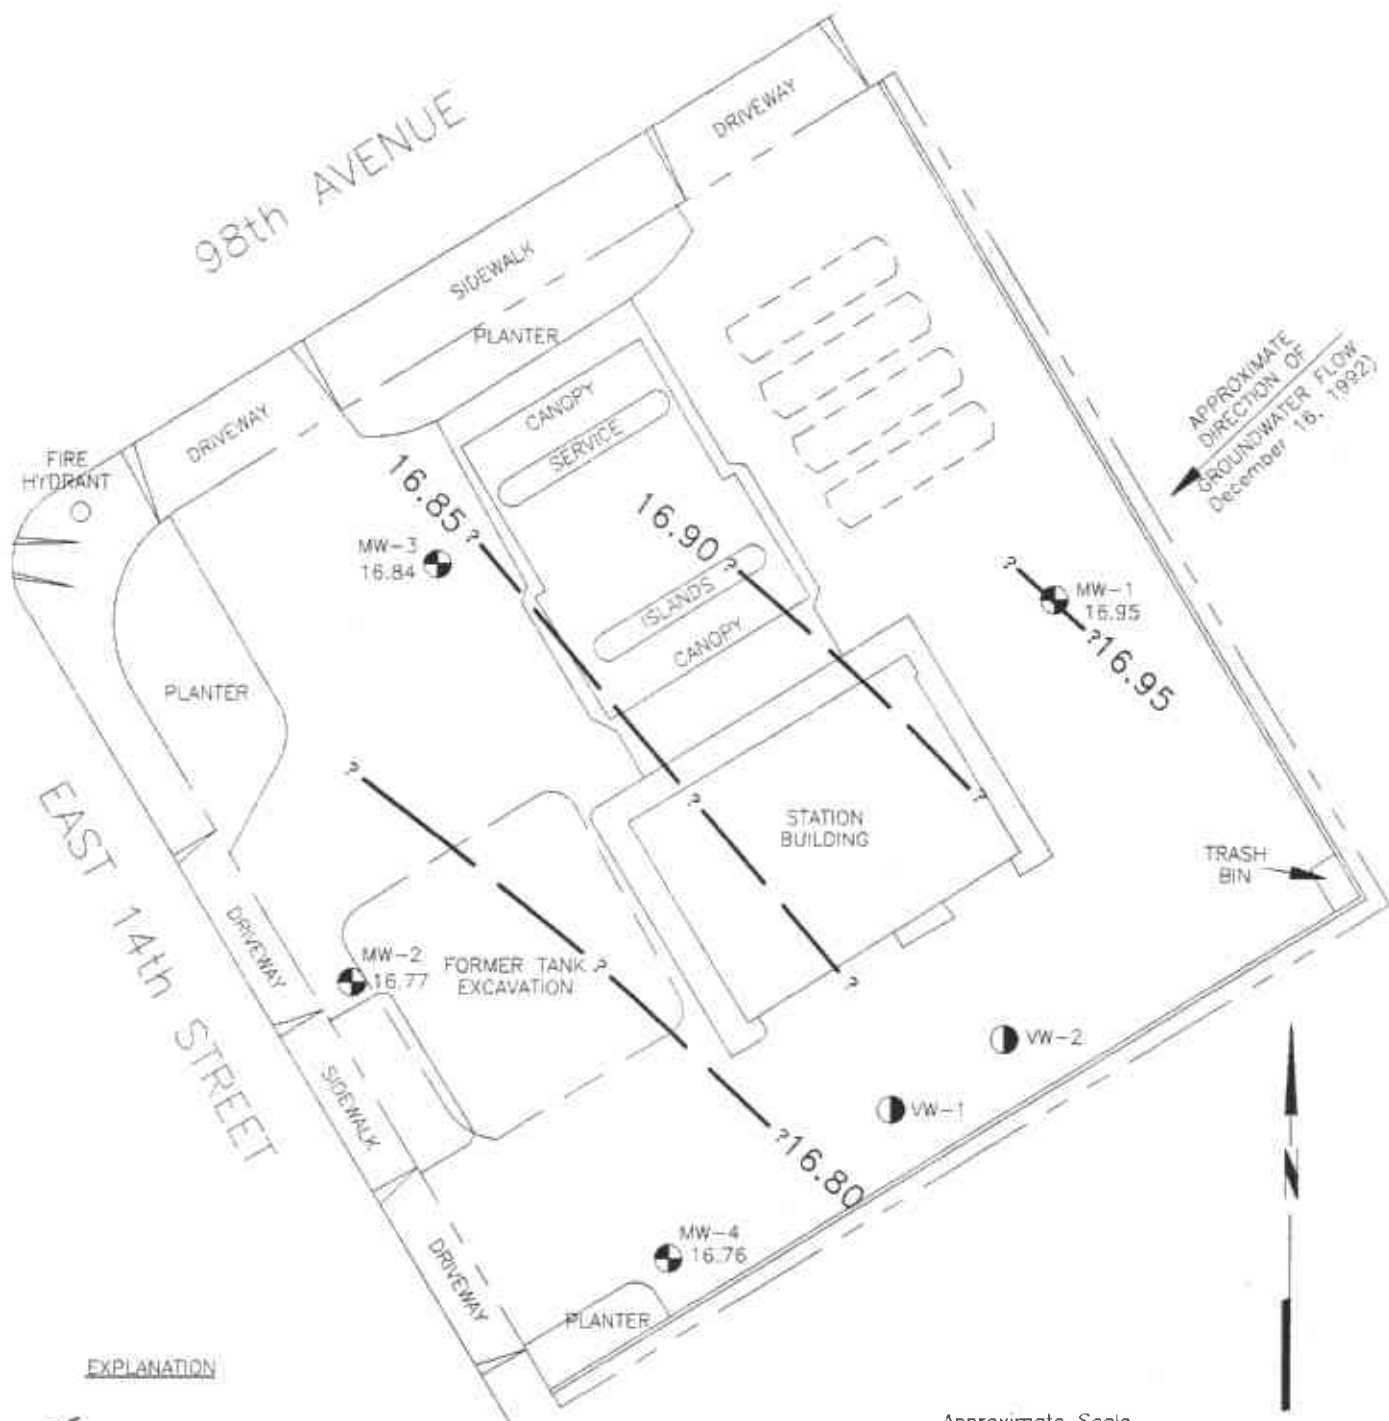 98th AVENUE
DRIVEWAY
SIDEWALK
PLANTER
DRIVEWAY
FIRE
HYDRANT
CANOPY
SERVICE
APPROXIMATE
DIRECTION OF
GROUNDWATER FLOW
December 16, 1992)
16.85?
16.90
?
MW-3
16.84
ISLANDS
CANOPY
?
MW-1
16.95
?16.95
PLANTER
EAST 14th STREET
?
?
?
STATION
BUILDING
TRASH
BIN
DRIVEWAY
MW-2
16.77
FORMER TANK
EXCAVATION
?
?
VW-2
VW-1
SIDEWALK
?16.80
MW-4
16.76
DRIVEWAY
PLANTER
N
EXPLANATION
Approximate Scale